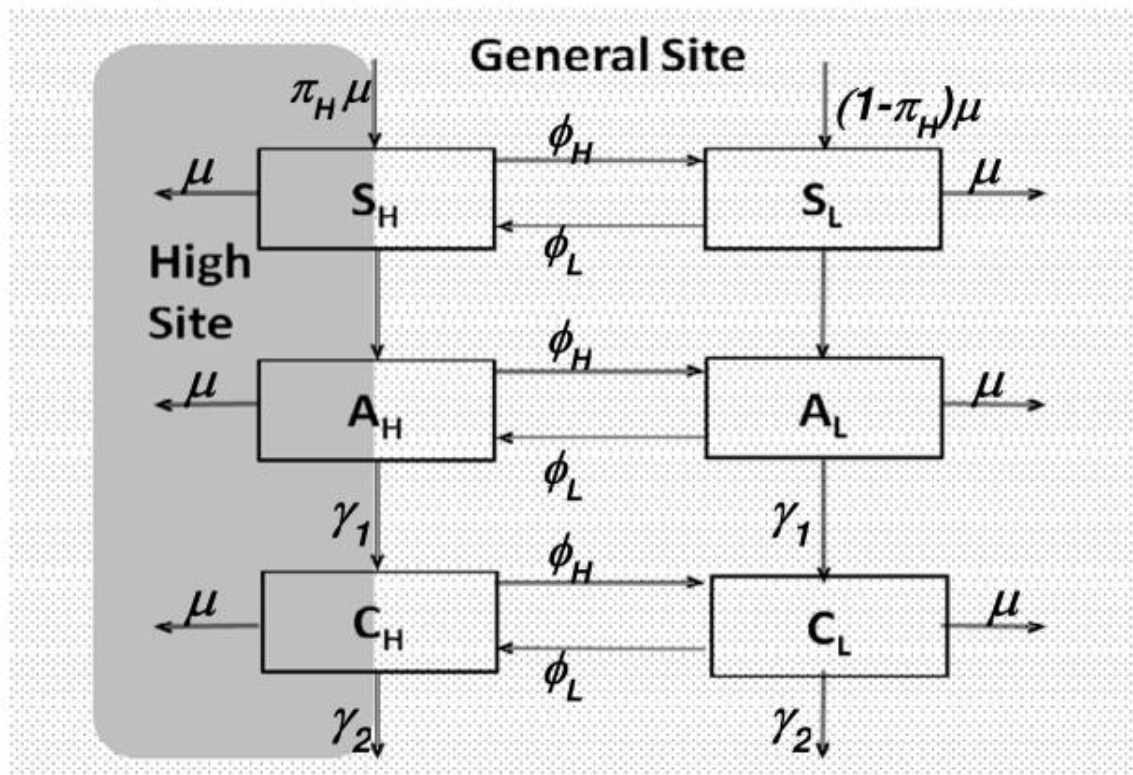 General Site
π_H μ
(1-π_H)μ
ϕ_H
μ
S_H
S_L
μ
ϕ_L
High
Site
ϕ_H
μ
A_H
A_L
μ
ϕ_L
γ_1
γ_1
ϕ_H
μ
C_H
C_L
μ
ϕ_L
γ_2
γ_2